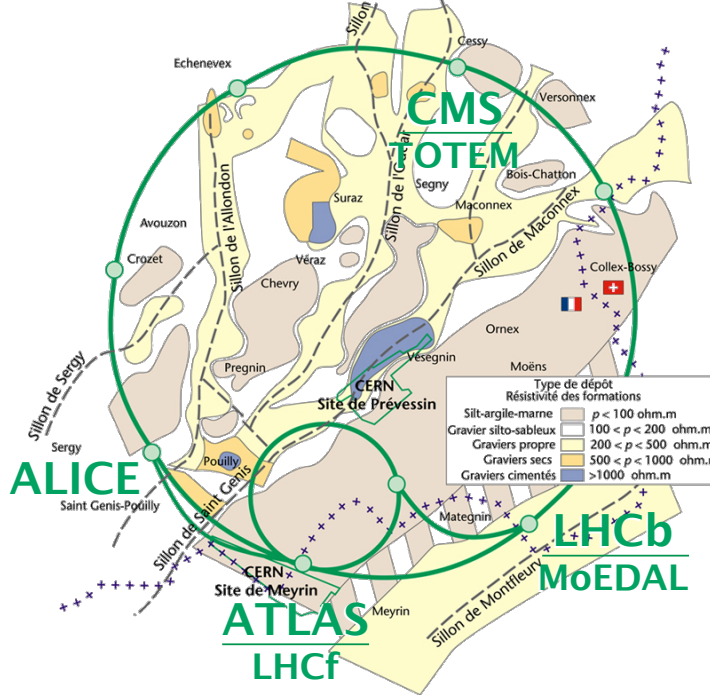 Sillon
Cessy
Echenevex
CMS
TOTEM
Versonnex
Sillon de l'Allondon
Suraz
Segny
Bois-Chatton
Maconnex
Sillon de Maconnex
Avouzon
Crozet
Véraz
Chevry
Collex-Bossy
Ornex
Vésegnin
Moëns
Pregnin
CERN
Site de Prévessin
Type de dépôt
Résistivité des formations
Silt-argile-marne p < 100 ohm.m
Gravier silto-sableux 100 < p < 200 ohm.m
Graviers propre 200 < p < 500 ohm.m
Graviers secs 500 < p < 1000 ohm.m
Graviers cimentés >1000 ohm.m
Sillon de Sergy
Sergy
Pouilly
ALICE
Saint Genis-Pouilly
Sillon de Saint Genis
Mategnin
LHCb
MoEDAL
CERN
Site de Meyrin
ATLAS
LHCf
Meyrin
Sillon de Montfleury